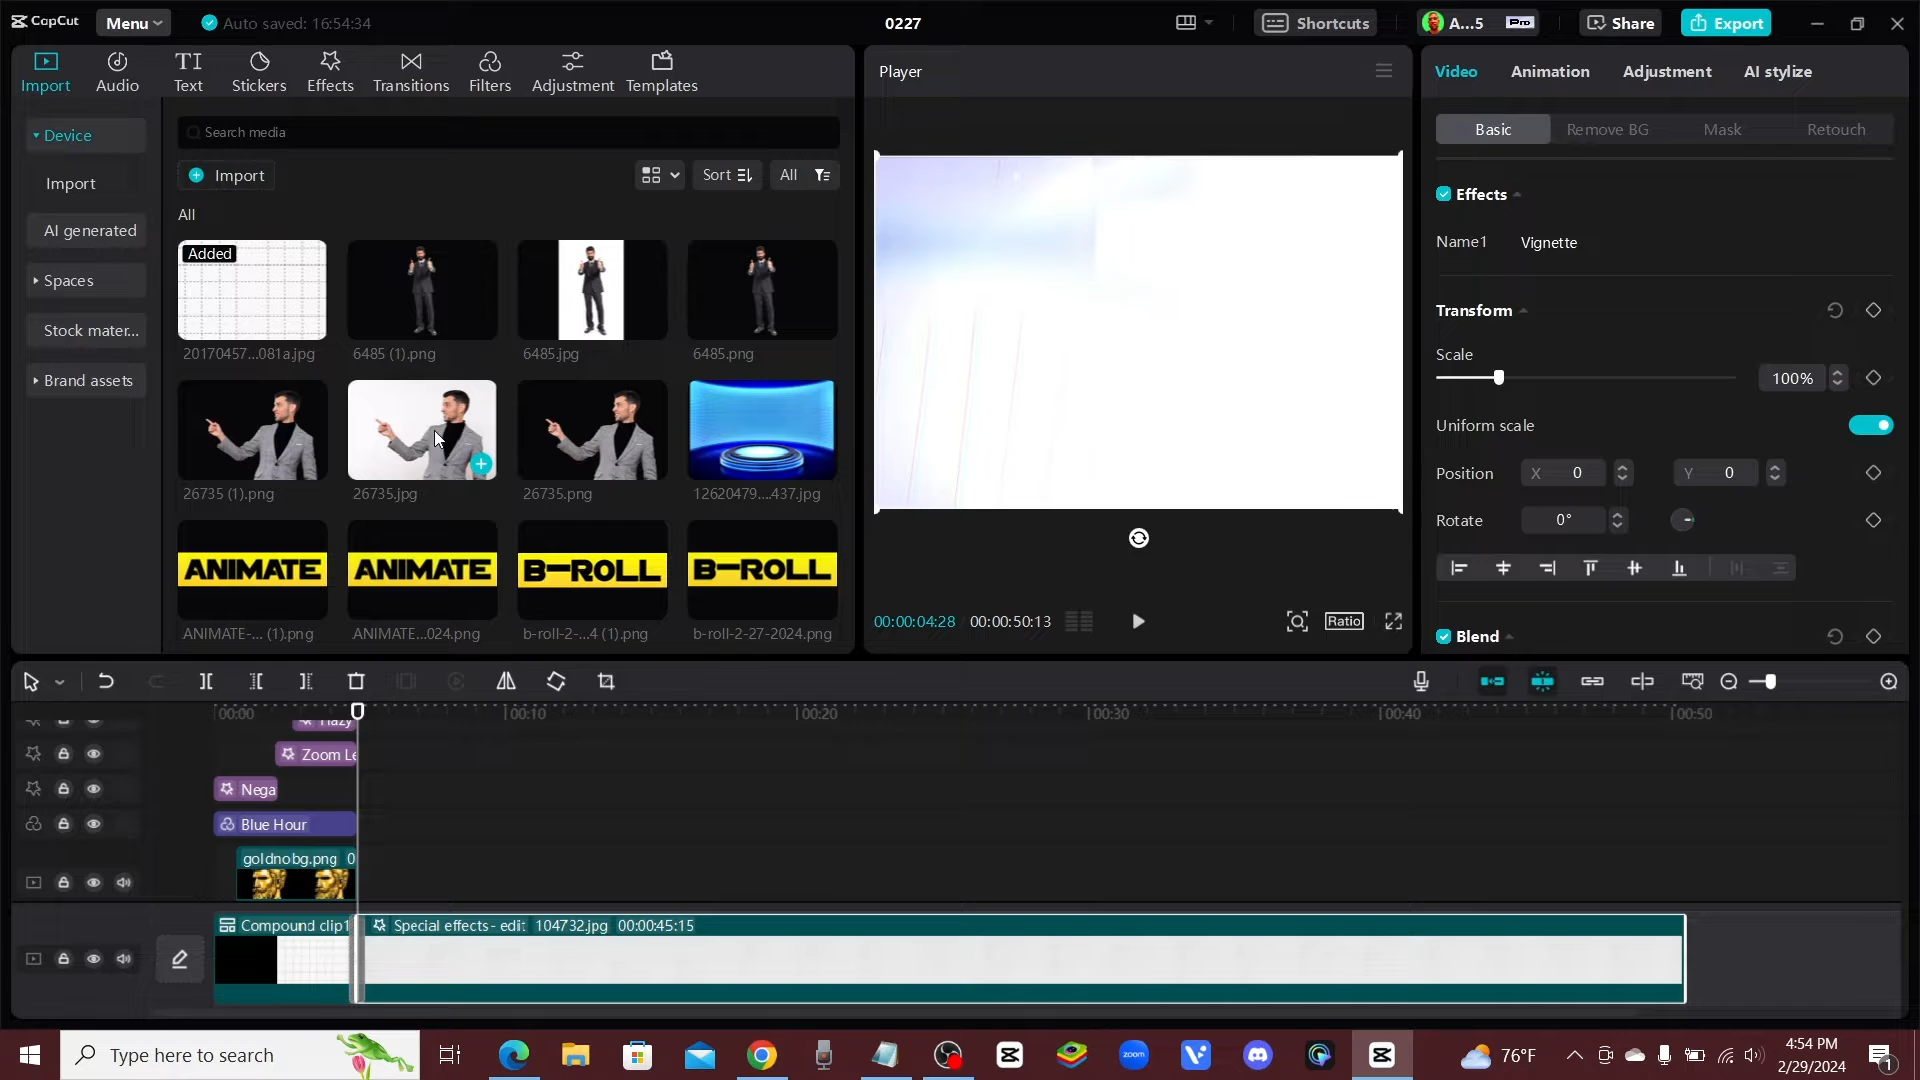 CapCut
Menu
Auto saved: 16:54:34
0227
Shortcuts
A...5
Pro
Share
Export
Import
Audio
Text
Stickers
Effects
Transitions
Filters
Adjustment
Templates
Device
Import
AI generated
Spaces
Stock mater...
Brand assets
Search media
Import
Sort
All
All
Added
20170457...081a.jpg
6485 (1).png
6485.jpg
6485.png
26735 (1).png
26735.jpg
26735.png
12620479....437.jpg
ANIMATE
ANIMATE
B-ROLL
B-ROLL
ANIMATE-... (1).png
ANIMATE...024.png
b-roll-2-...4 (1).png
b-roll-2-27-2024.png
Player
00:00:04:28
00:00:50:13
Ratio
Video
Animation
Adjustment
AI stylize
Basic
Remove BG
Mask
Retouch
Effects
Name1
Vignette
Transform
Scale
100%
Uniform scale
Position
X 0
Y 0
Rotate
0°
Blend
00:00
00:10
00:20
00:30
00:40
00:50
Hazy
Zoom Le
Nega
Blue Hour
goldnobg.png 0
Compound clip1
Special effects - edit 104732.jpg 00:00:45:15
Type here to search
zoom
76°F
4:54 PM
2/29/2024
1